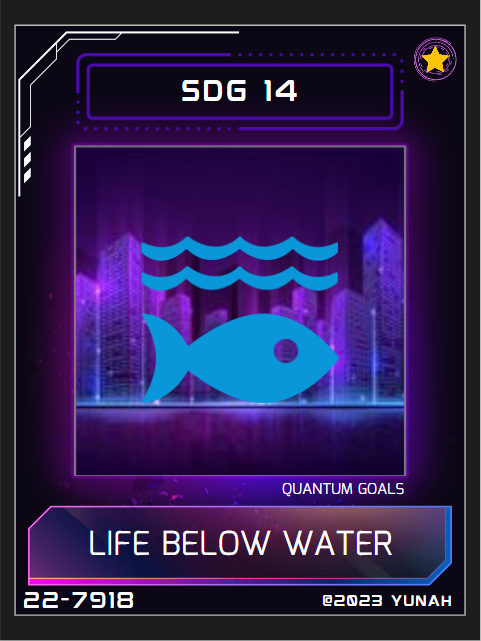 SDG 14
QUANTUM GOALS
LIFE BELOW WATER
22-7918
©2023 YUNAH